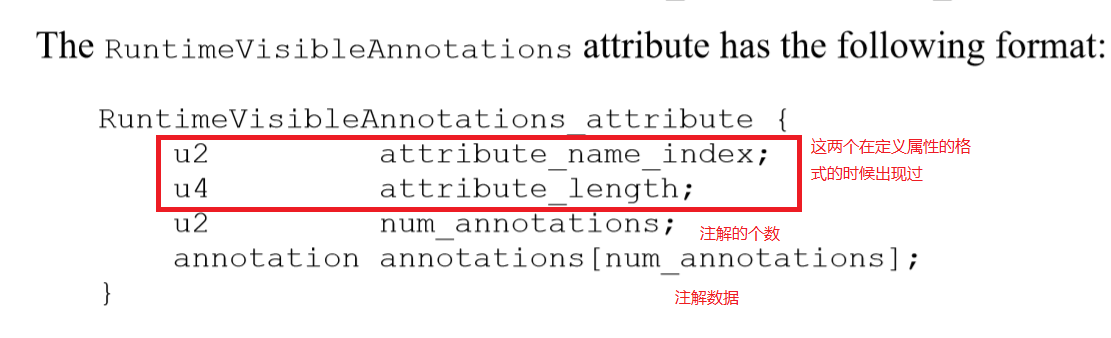 The RuntimeVisibleAnnotations attribute has the following format:
RuntimeVisibleAnnotations_attribute {
u2 attribute_name_index;
这两个在定义属性的格
式的时候出现过
u4 attribute_length;
u2 num_annotations;
注解的个数
annotation annotations[num_annotations];
}
注解数据